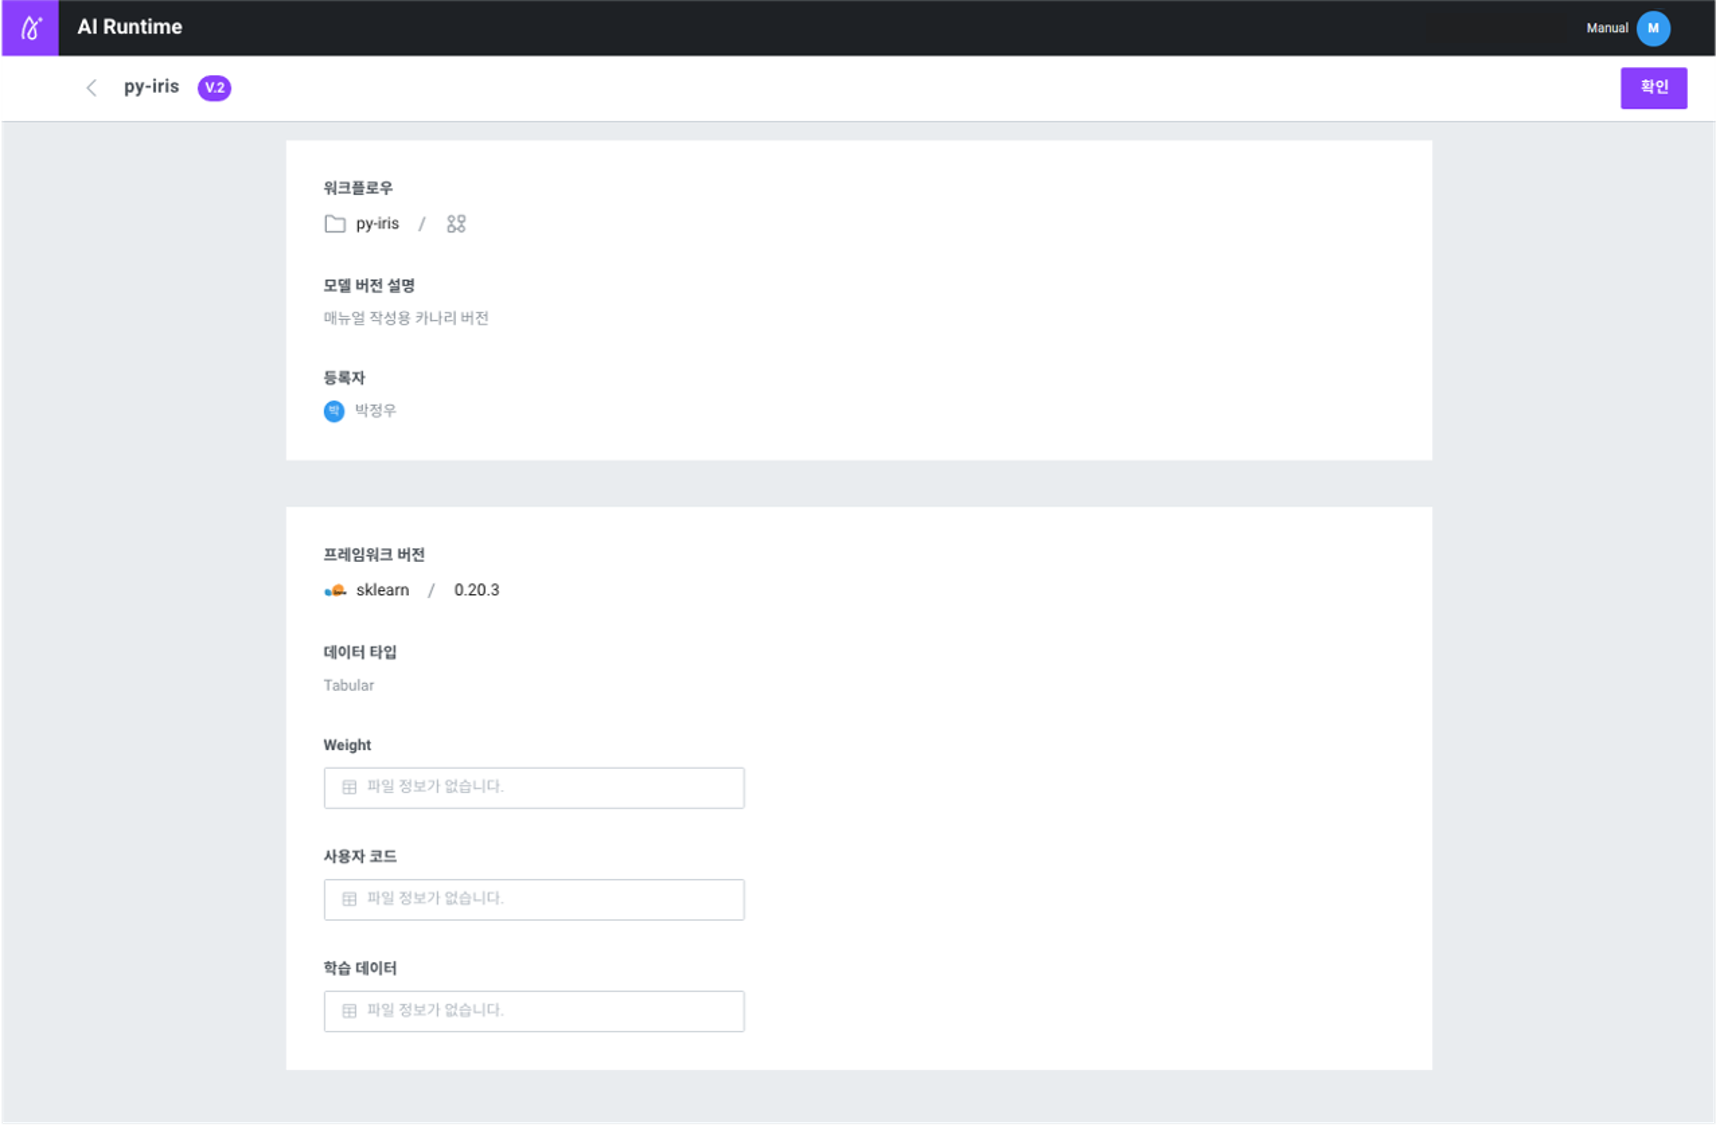 AI Runtime
Manual M
py-iris V.2
확인
워크플로우
py-iris /
모델 버전 설명
매뉴얼 작성용 카나리 버전
등록자
박 박정우
프레임워크 버전
sklearn / 0.20.3
데이터 타입
Tabular
Weight
파일 정보가 없습니다.
사용자 코드
파일 정보가 없습니다.
학습 데이터
파일 정보가 없습니다.